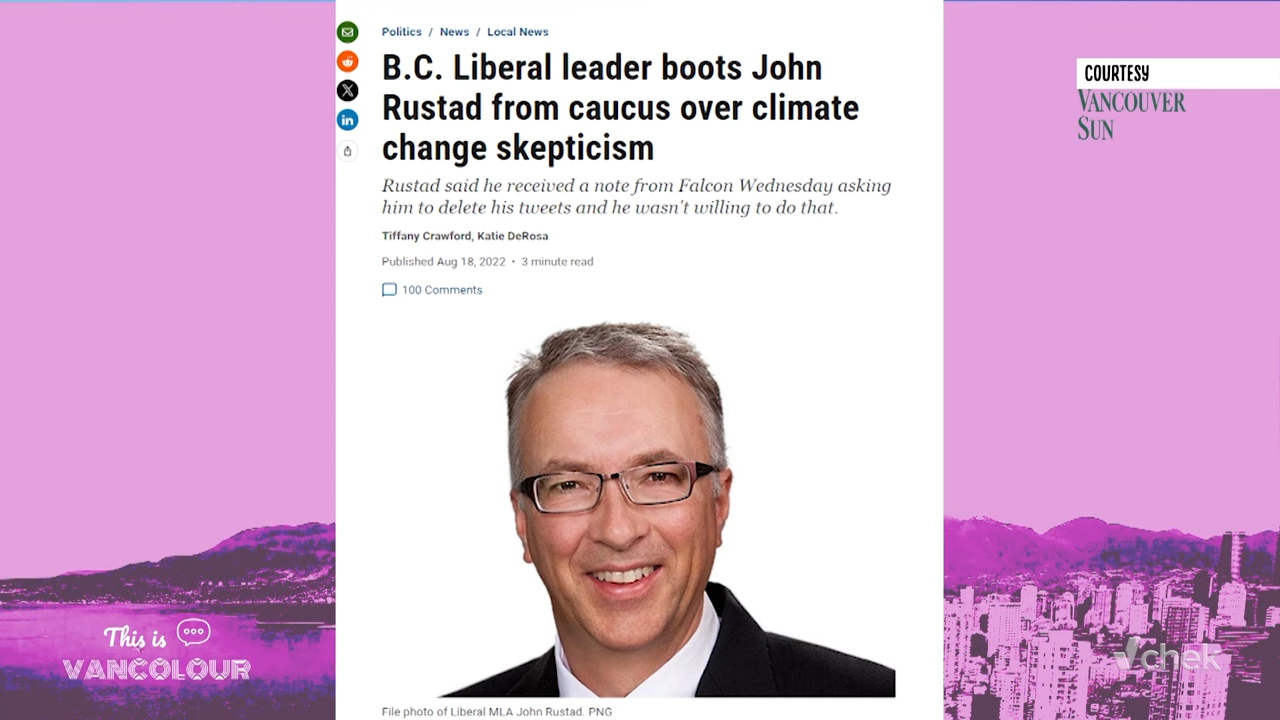 Politics / News / Local News
B.C. Liberal leader boots John
Rustad from caucus over climate
change skepticism
Rustad said he received a note from Falcon Wednesday asking
him to delete his tweets and he wasn't willing to do that.
Tiffany Crawford, Katie DeRosa
Published Aug 18, 2022 • 3 minute read
100 Comments
File photo of Liberal MLA John Rustad. PNG
COURTESY
VANCOUVER
SUN
This is
VANCOLOUR
chek
in
X